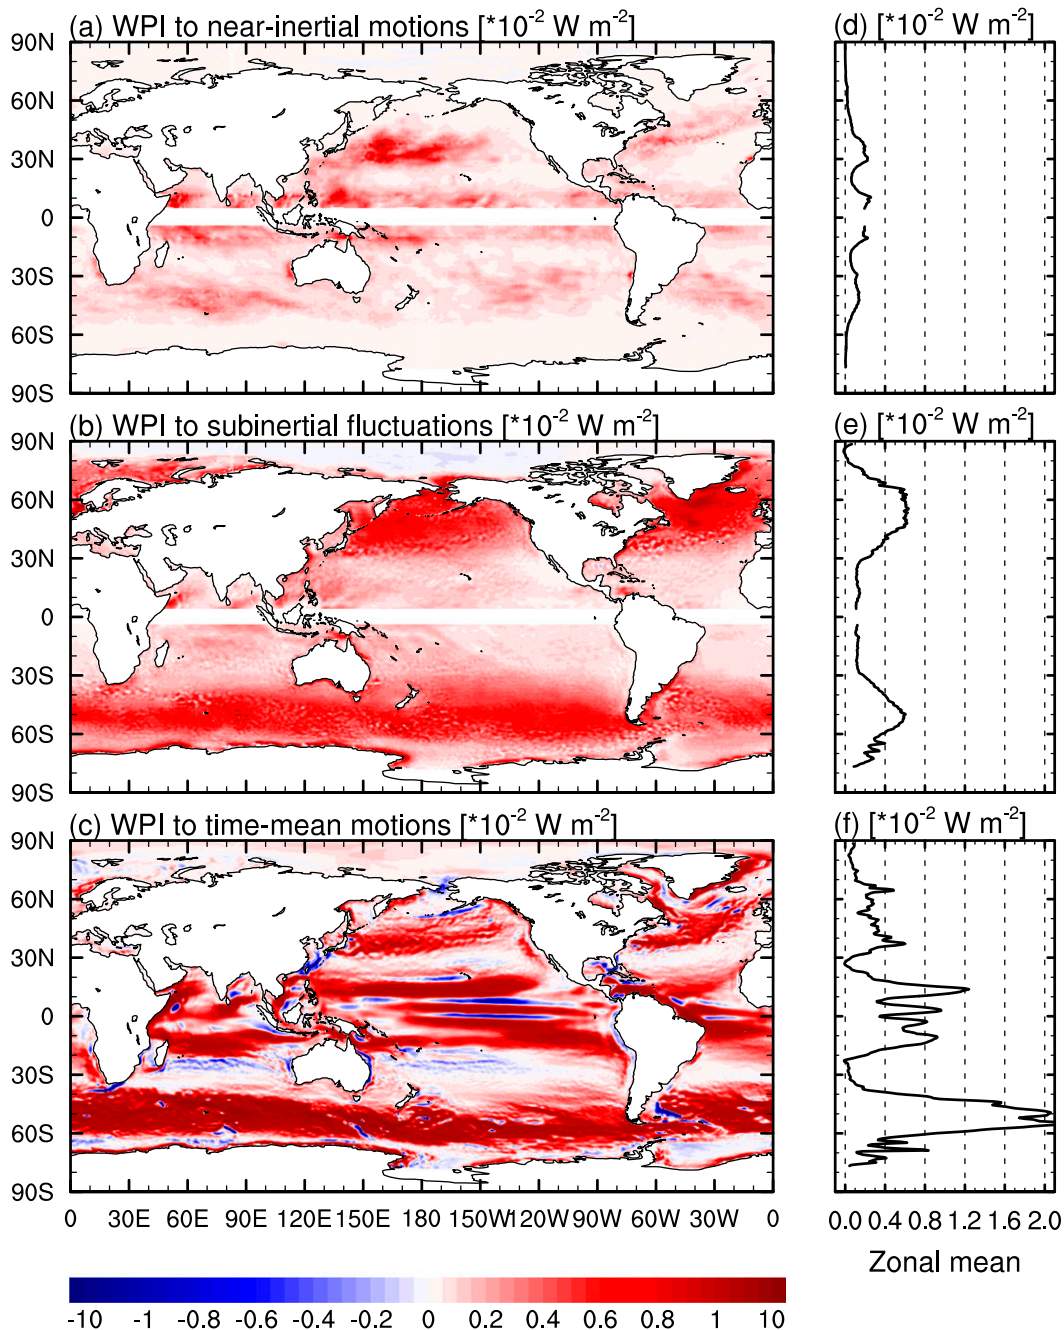 (a) WPI to near-inertial motions [*10-2 W m-2]
(d) [*10-2 W m-2]
90N
60N
30N
0
30S
60S
90S
(b) WPI to subinertial fluctuations [*10-2 W m-2]
(e) [*10-2 W m-2]
90N
60N
30N
0
30S
60S
90S
(c) WPI to time-mean motions [*10-2 W m-2]
(f) [*10-2 W m-2]
90N
60N
30N
0
30S
60S
90S
0 30E 60E 90E 120E 150E 180 150W 120W 90W 60W 30W 0
0.0 0.4 0.8 1.2 1.6 2.0
Zonal mean
-10 -1 -0.8 -0.6 -0.4 -0.2 0 0.2 0.4 0.6 0.8 1 10